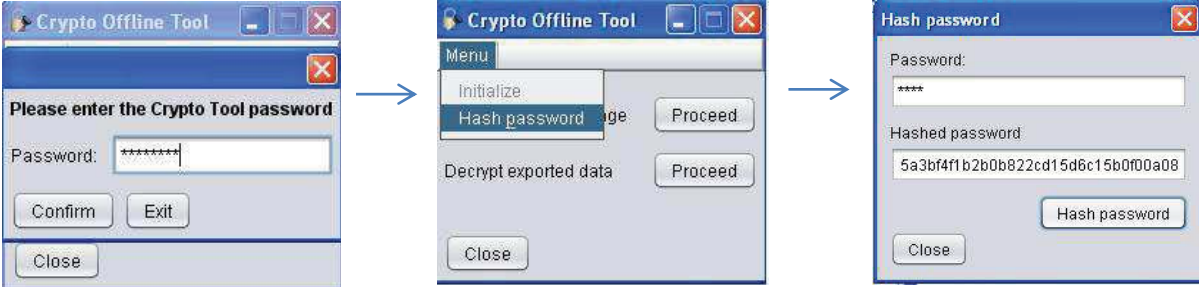 Crypto Offline Tool
Please enter the Crypto Tool password
Password: ********
Confirm Exit
Close
Crypto Offline Tool
Menu
Initialize
Hash password
Proceed
Decrypt exported data Proceed
Close
Hash password
Password:
****
Hashed password
5a3bf4f1b2b0b822cd15d6c15b0f00a08
Hash password
Close